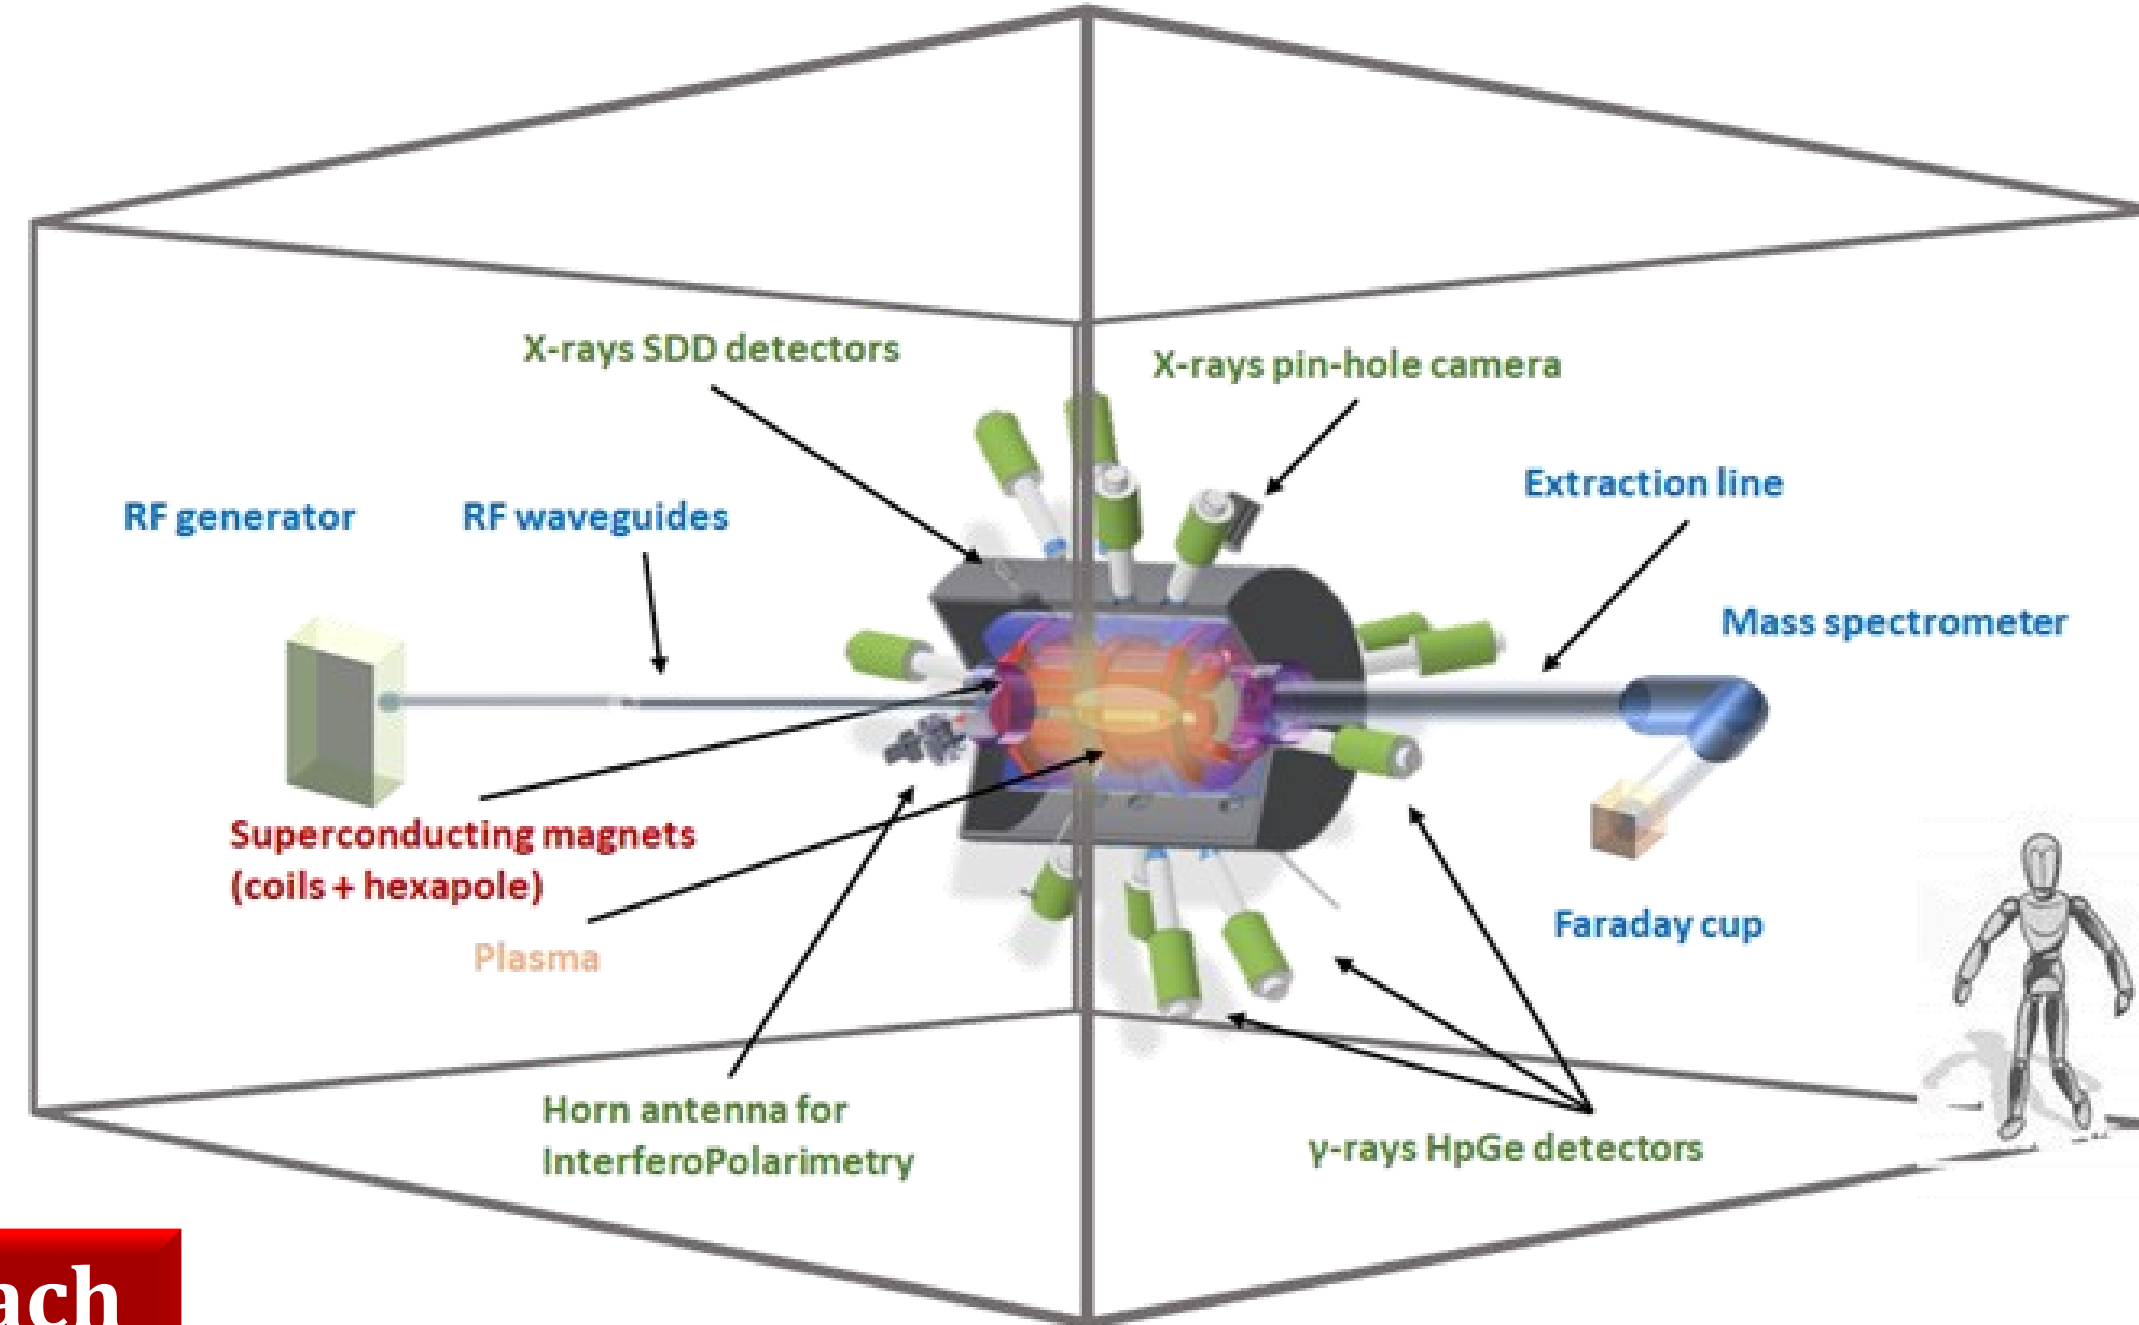 X-rays SDD detectors
X-rays pin-hole camera
Extraction line
RF generator
RF waveguides
Mass spectrometer
Superconducting magnets
(coils + hexapole)
Faraday cup
Plasma
Horn antenna for
InterferoPolarimetry
γ-rays HpGe detectors
ach